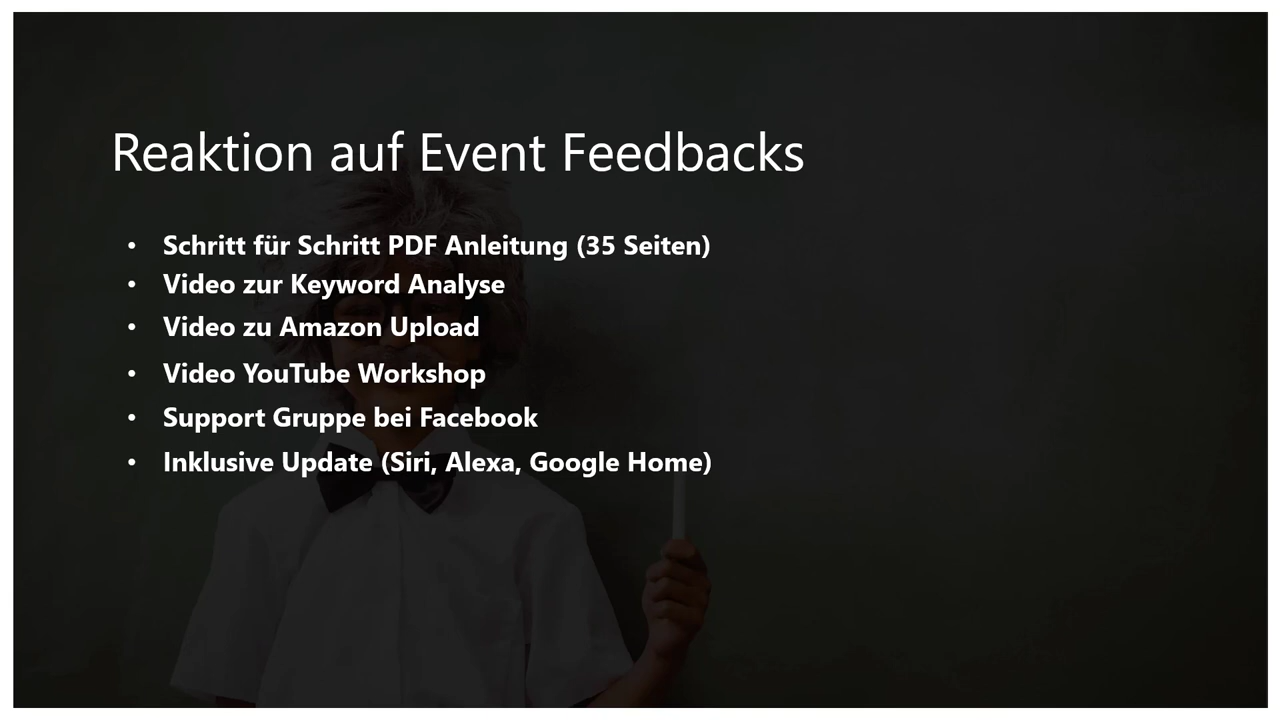 Reaktion auf Event Feedbacks
• Schritt für Schritt PDF Anleitung (35 Seiten)
• Video zur Keyword Analyse
• Video zu Amazon Upload
• Video YouTube Workshop
• Support Gruppe bei Facebook
• Inklusive Update (Siri, Alexa, Google Home)